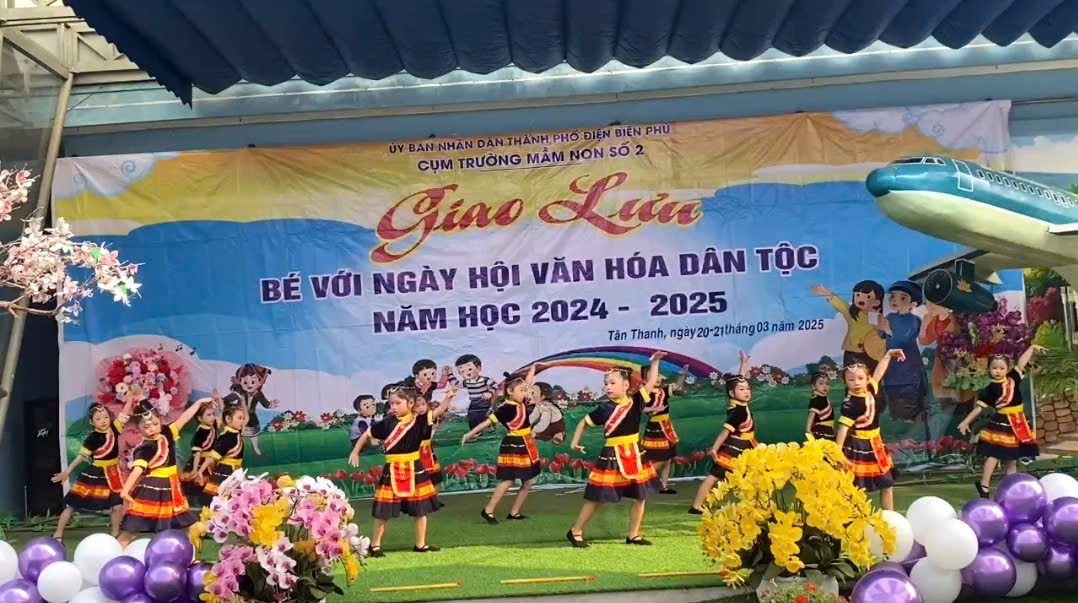 ỦY BAN NHÂN DÂN THÀNH PHỐ ĐIỆN BIÊN PHỦ
CỤM TRƯỜNG MẦM NON SỐ 2
Giao Lưu
BÉ VỚI NGÀY HỘI VĂN HÓA DÂN TỘC
NĂM HỌC 2024 - 2025
Tân Thanh, ngày 20-21 tháng 03 năm 2025